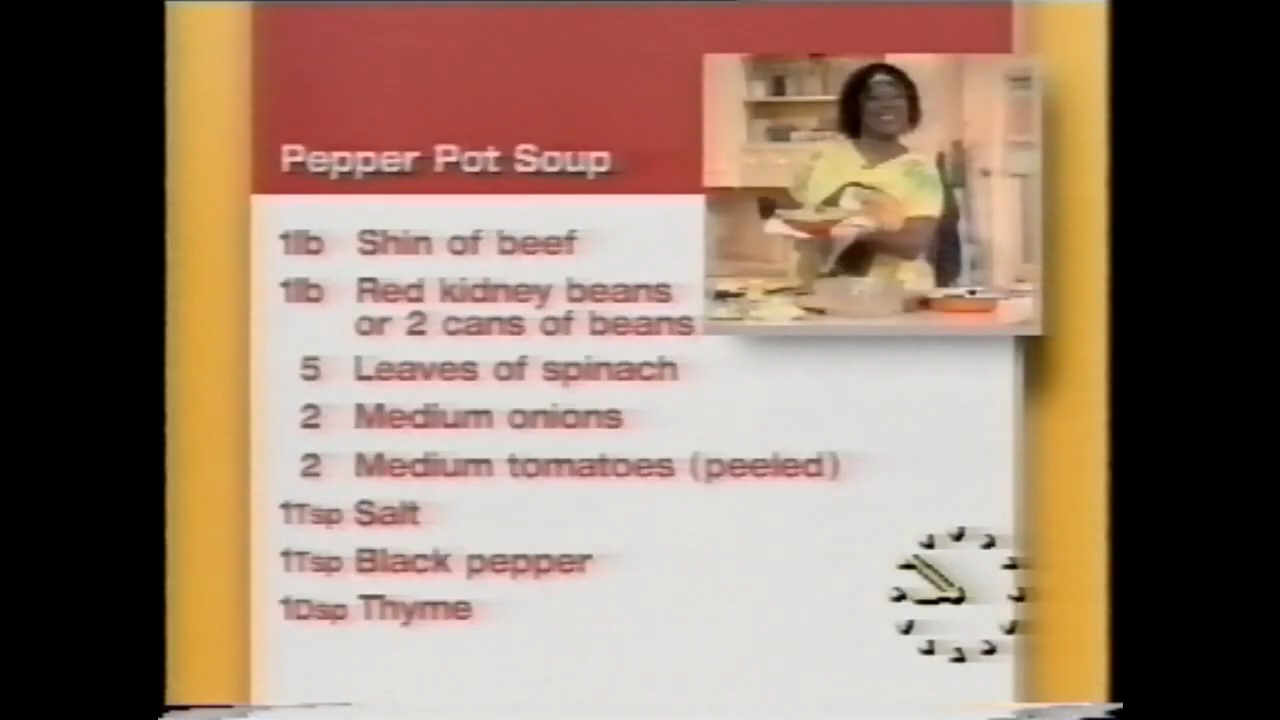 Pepper Pot Soup
1lb Shin of beef
1lb Red kidney beans
or 2 cans of beans
5 Leaves of spinach
2 Medium onions
2 Medium tomatoes (peeled)
1Tsp Salt
1Tsp Black pepper
1Dsp Thyme